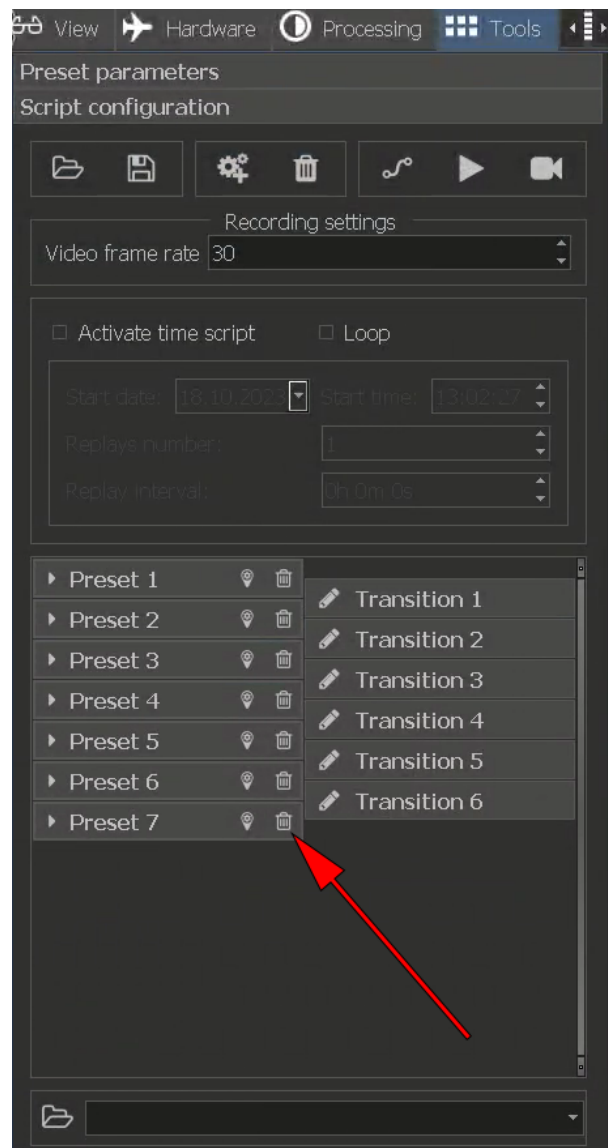 View Hardware Processing Tools
Preset parameters
Script configuration
Recording settings
Video frame rate 30
Activate time script Loop
Start date: 18.10.2023 Start time: 13:02:27
Replays number: 1
Replay interval: 0h 0m 0s
Preset 1
Transition 1
Preset 2
Transition 2
Preset 3
Transition 3
Preset 4
Transition 4
Preset 5
Transition 5
Preset 6
Transition 6
Preset 7